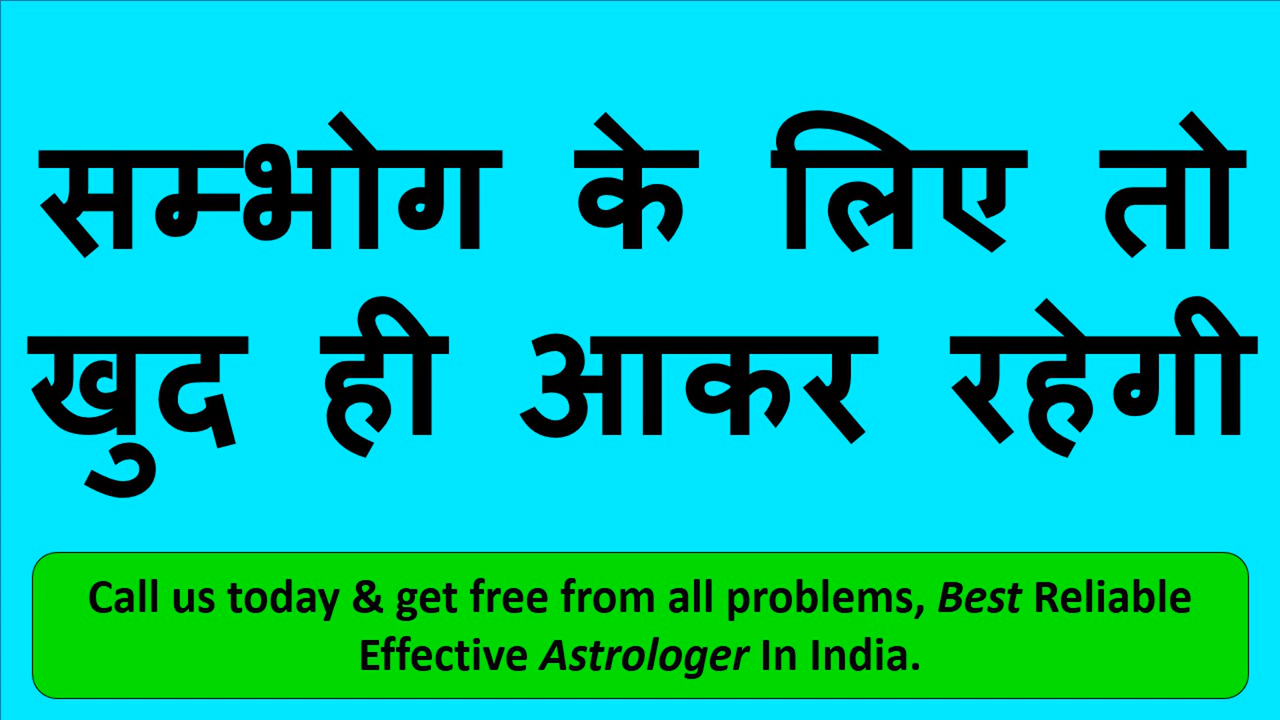 सम्भोग के लिए तो
खुद ही आकर रहेगी
Call us today & get free from all problems, Best Reliable
Effective Astrologer In India.